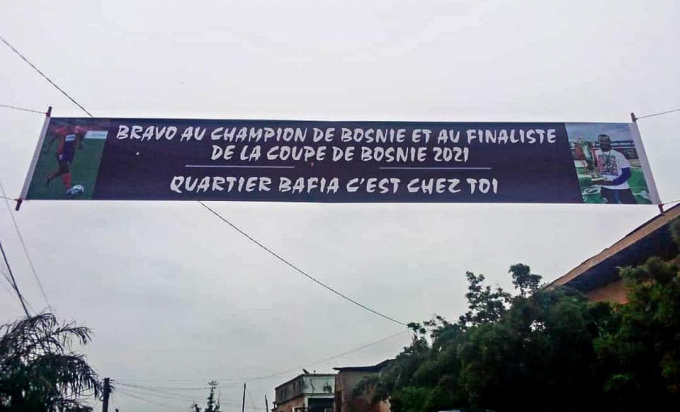 BRAVO AU CHAMPION DE BOSNIE ET AU FINALISTE
DE LA COUPE DE BOSNIE 2021
QUARTIER BAFIA C'EST CHEZ TOI